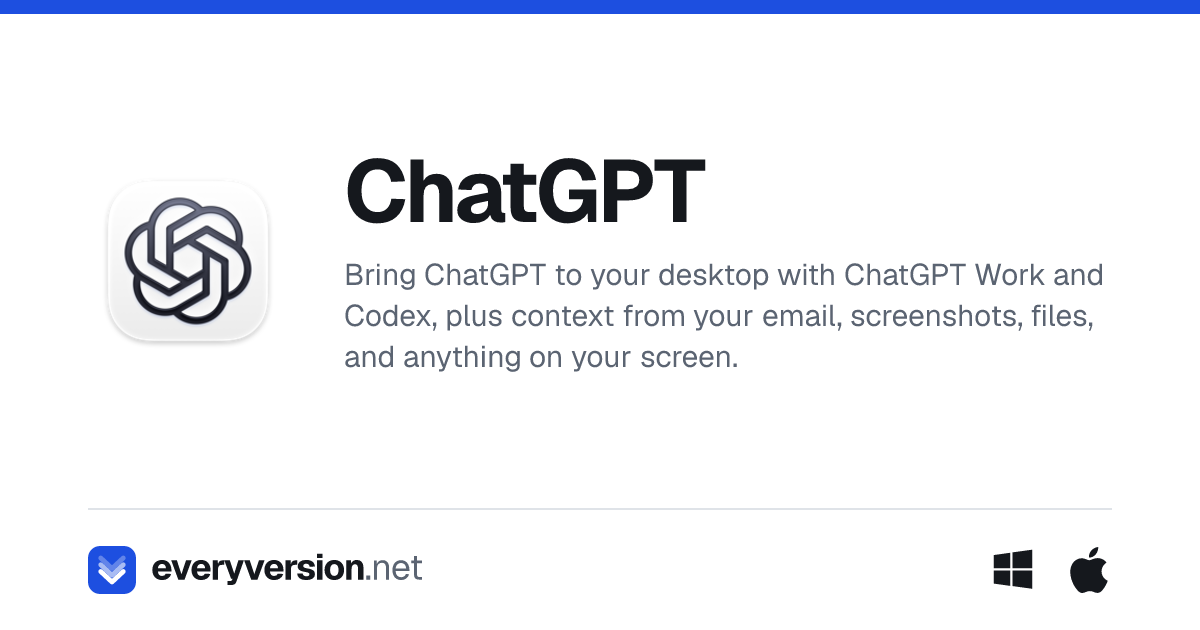 ChatGPT
Bring ChatGPT to your desktop with ChatGPT Work and
Codex, plus context from your email, screenshots, files,
and anything on your screen.
everyversion.net